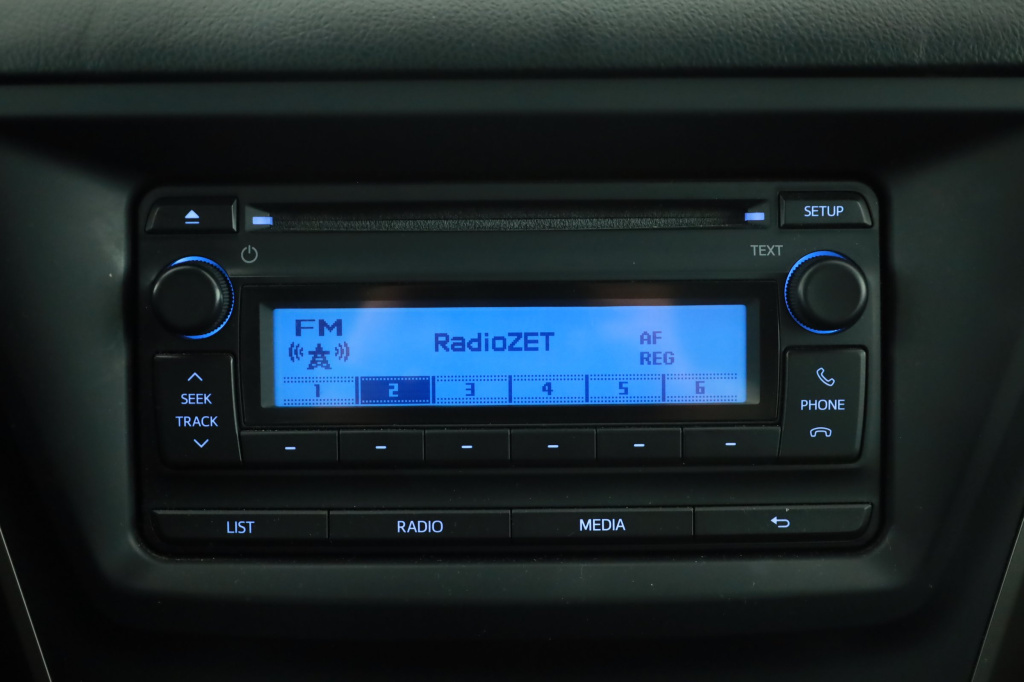 SETUP
TEXT
FM
RadioZET
AF
REG
1 2 3 4 5 6
SEEK
TRACK
PHONE
LIST RADIO MEDIA